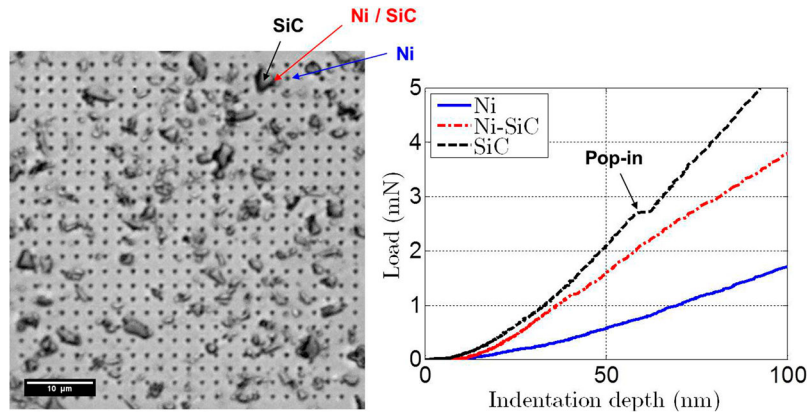 SiC
Ni / SiC
Ni
10 μm
5
4
3
2
1
0
Load (mN)
Ni
Ni-SiC
SiC
Pop-in
0
50
100
Indentation depth (nm)